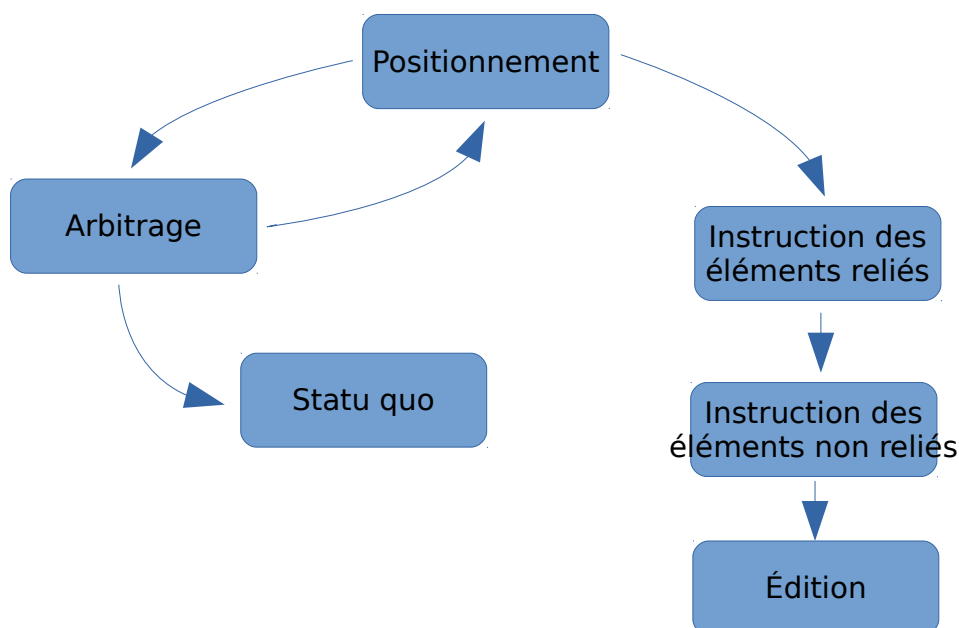 Positionnement
Arbitrage
Instruction des
éléments reliés
Statu quo
Instruction des
éléments non reliés
Édition